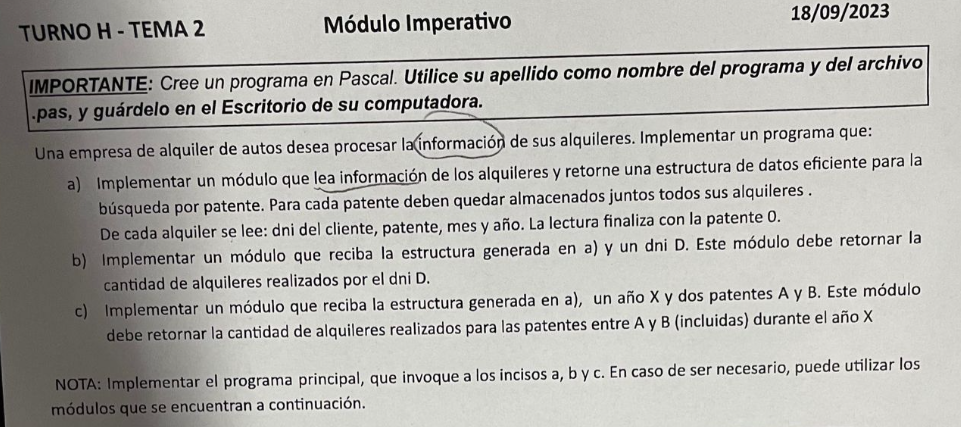 TURNO H - TEMA 2
Módulo Imperativo
18/09/2023
IMPORTANTE: Cree un programa en Pascal. Utilice su apellido como nombre del programa y del archivo
.pas, y guárdelo en el Escritorio de su computadora.
Una empresa de alquiler de autos desea procesar la información de sus alquileres. Implementar un programa que:
a) Implementar un módulo que lea información de los alquileres y retorne una estructura de datos eficiente para la
búsqueda por patente. Para cada patente deben quedar almacenados juntos todos sus alquileres .
De cada alquiler se lee: dni del cliente, patente, mes y año. La lectura finaliza con la patente 0.
b) Implementar un módulo que reciba la estructura generada en a) y un dni D. Este módulo debe retornar la
cantidad de alquileres realizados por el dni D.
c) Implementar un módulo que reciba la estructura generada en a), un año X y dos patentes A y B. Este módulo
debe retornar la cantidad de alquileres realizados para las patentes entre A y B (incluidas) durante el año X
NOTA: Implementar el programa principal, que invoque a los incisos a, b y c. En caso de ser necesario, puede utilizar los
módulos que se encuentran a continuación.